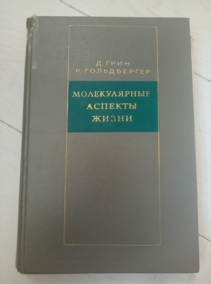 Д. ГРИН
Р. ГОЛЬДБЕРГЕР
МОЛЕКУЛЯРНЫЕ
АСПЕКТЫ
ЖИЗНИ